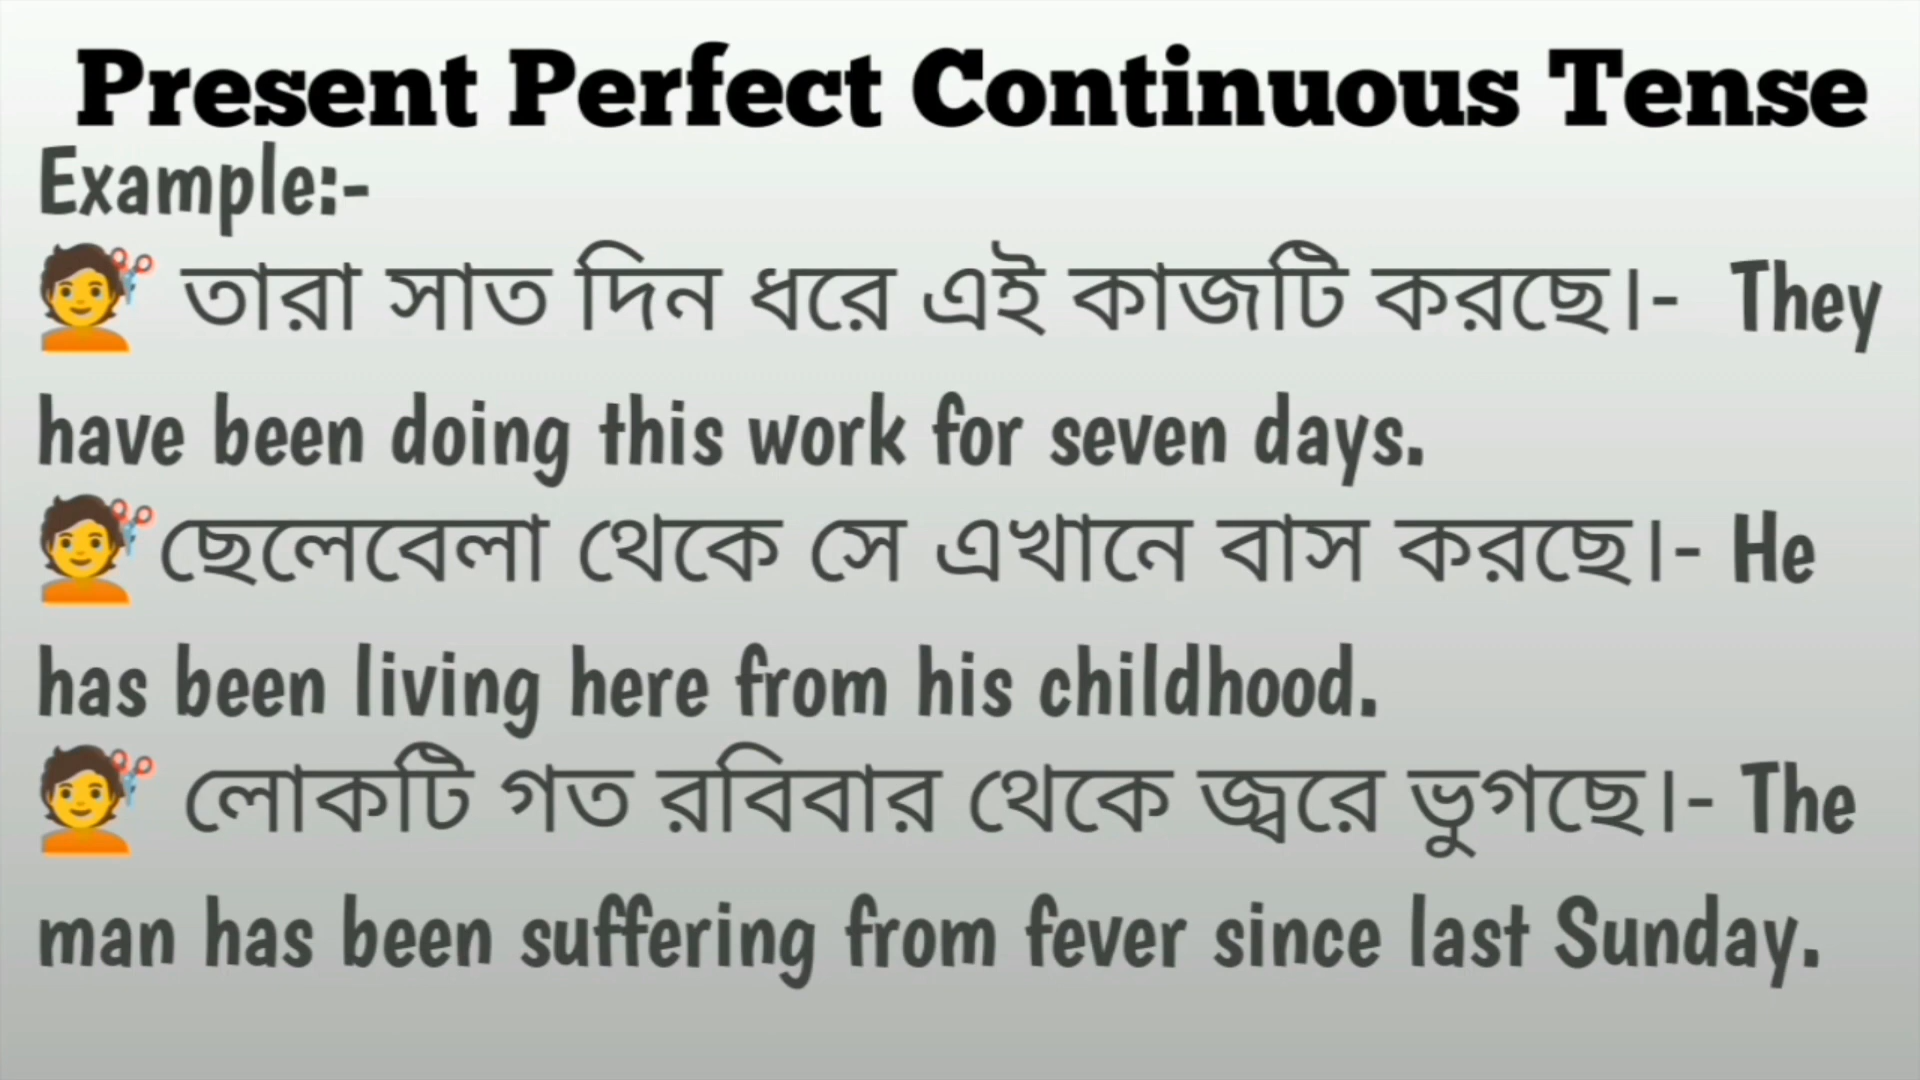 Present Perfect Continuous Tense
Example:-
💇 তারা সাত দিন ধরে এই কাজটি করছে।- They
have been doing this work for seven days.
💇ছেলেবেলা থেকে সে এখানে বাস করছে।- He
has been living here from his childhood.
💇 লোকটি গত রবিবার থেকে জ্বরে ভুগছে।- The
man has been suffering from fever since last Sunday.